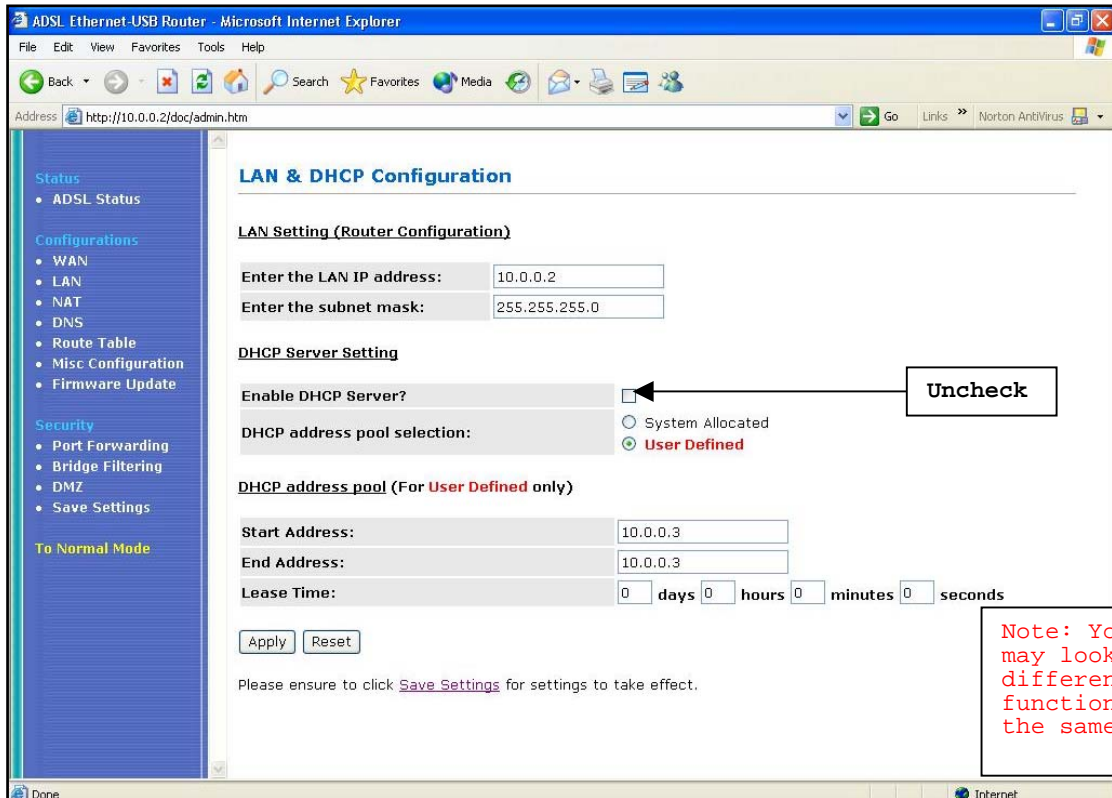 ADSL Ethernet-USB Router - Microsoft Internet Explorer
File Edit View Favorites Tools Help
Back Search Favorites Media
Address http://10.0.0.2/doc/admin.htm Go Links » Norton AntiVirus
Status
• ADSL Status
Configurations
• WAN
• LAN
• NAT
• DNS
• Route Table
• Misc Configuration
• Firmware Update
Security
• Port Forwarding
• Bridge Filtering
• DMZ
• Save Settings
To Normal Mode
LAN & DHCP Configuration
LAN Setting (Router Configuration)
Enter the LAN IP address: 10.0.0.2
Enter the subnet mask: 255.255.255.0
DHCP Server Setting
Enable DHCP Server?
Uncheck
DHCP address pool selection:
System Allocated
User Defined
DHCP address pool (For User Defined only)
Start Address: 10.0.0.3
End Address: 10.0.0.3
Lease Time: 0 days 0 hours 0 minutes 0 seconds
Apply Reset
Please ensure to click Save Settings for settings to take effect.
Note:
may look
the same
Done Internet